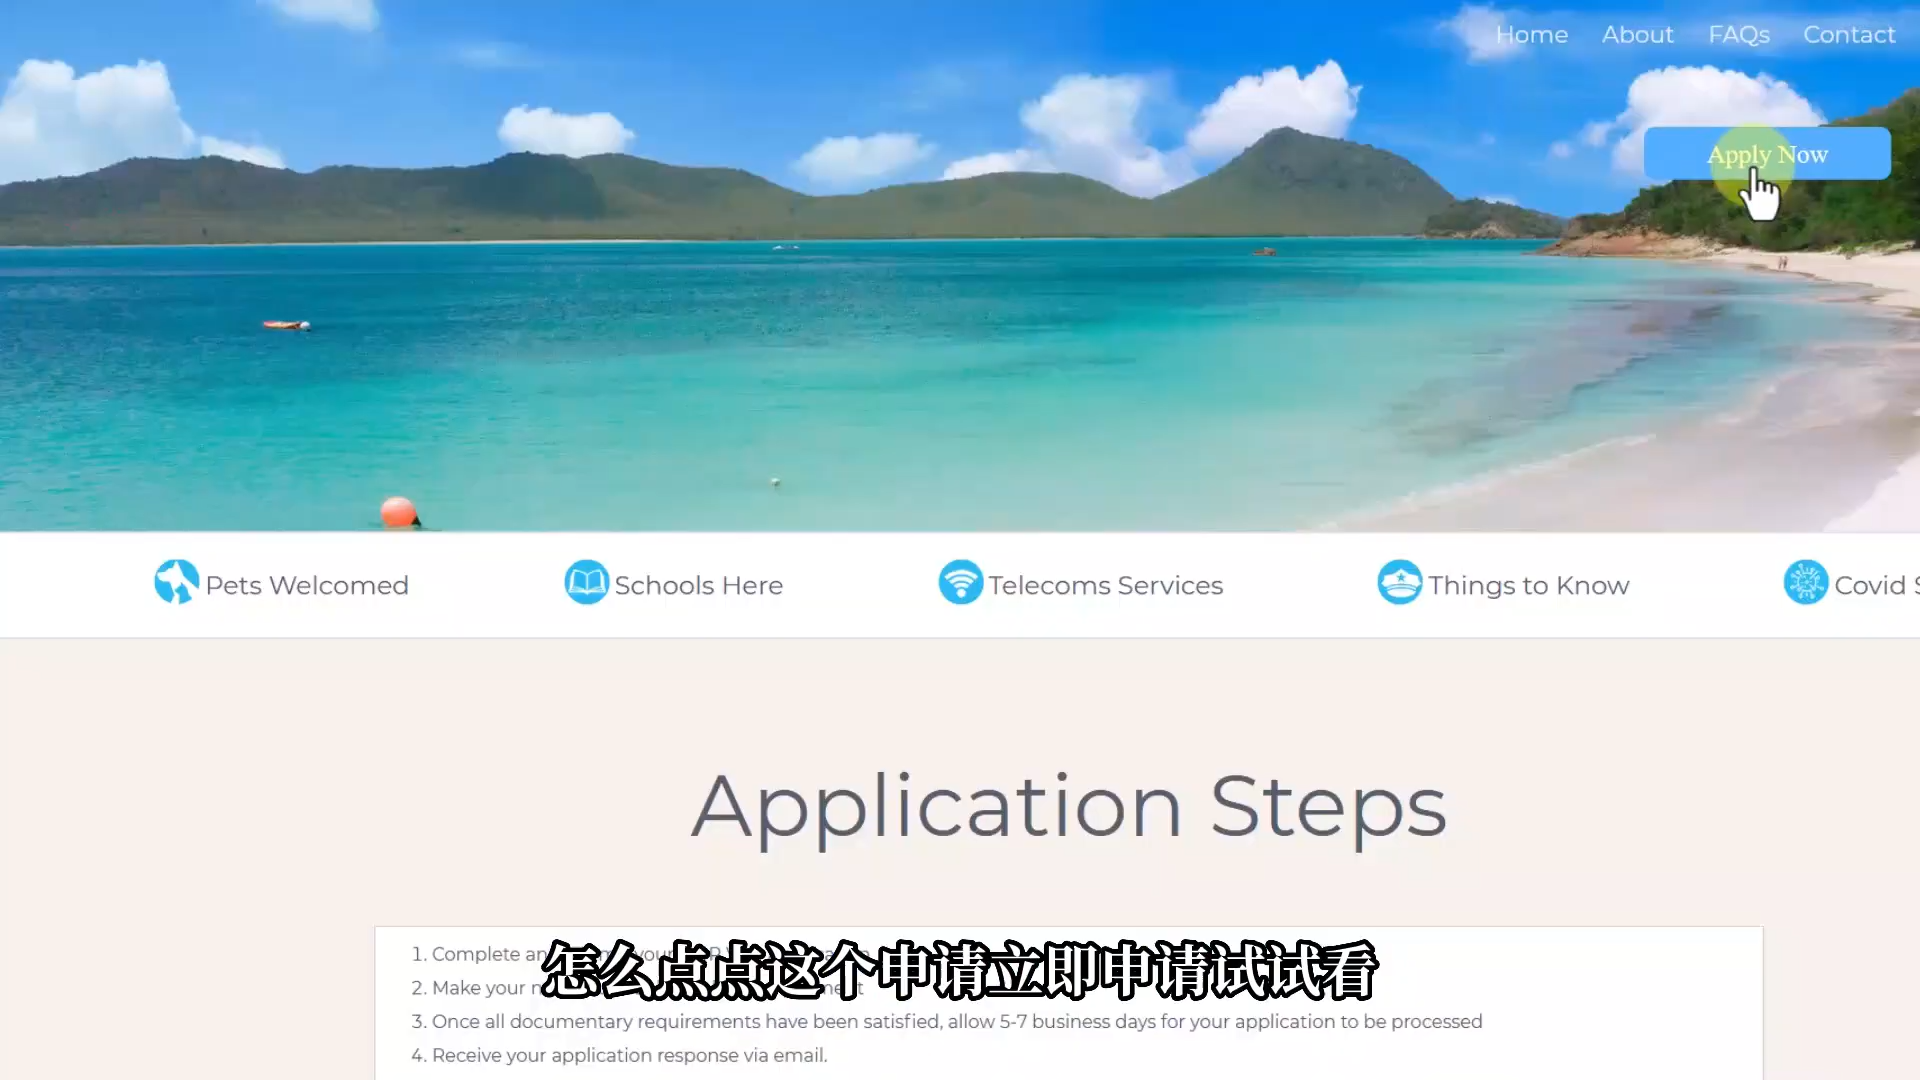 Home About FAQs Contact
Apply Now
Pets Welcomed Schools Here Telecoms Services Things to Know Covid
Application Steps
1. Complete an
2. Make your
3. Once all documentary requirements have been satisfied, allow 5-7 business days for your application to be processed
4. Receive your application response via email.
怎么点点这个申请立即申请试试看